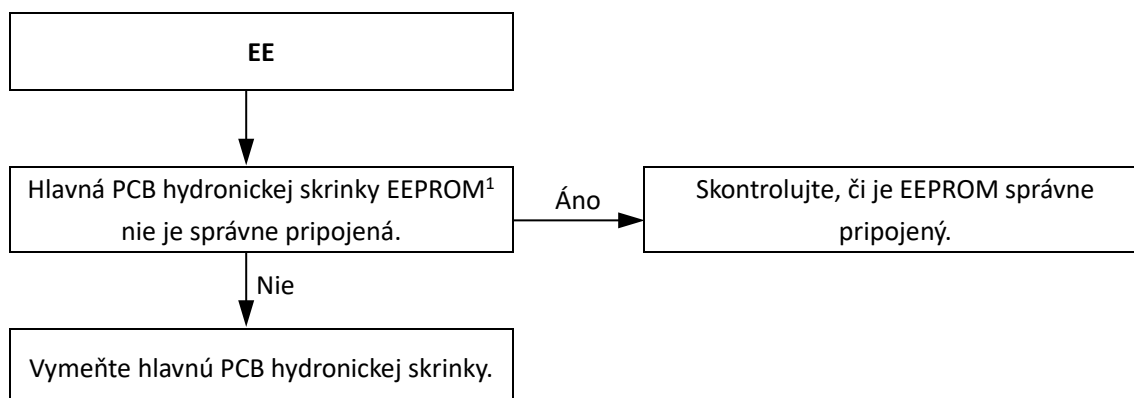 EE
Hlavná PCB hydronickej skrinky EEPROM¹
nie je správne pripojená.
Áno
Skontrolujte, či je EEPROM správne
pripojený.
Nie
Vymeňte hlavnú PCB hydronickej skrinky.